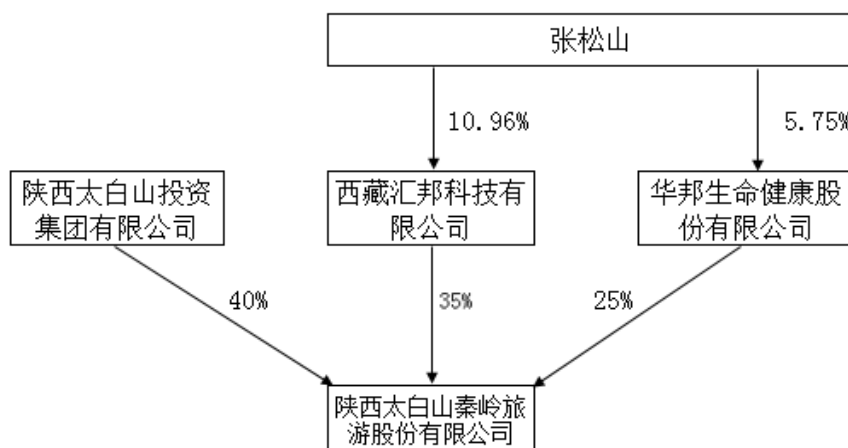 张松山
10.96%
5.75%
陕西太白山投资
集团有限公司
西藏汇邦科技有
限公司
华邦生命健康股
份有限公司
40%
35%
25%
陕西太白山秦岭旅
游股份有限公司